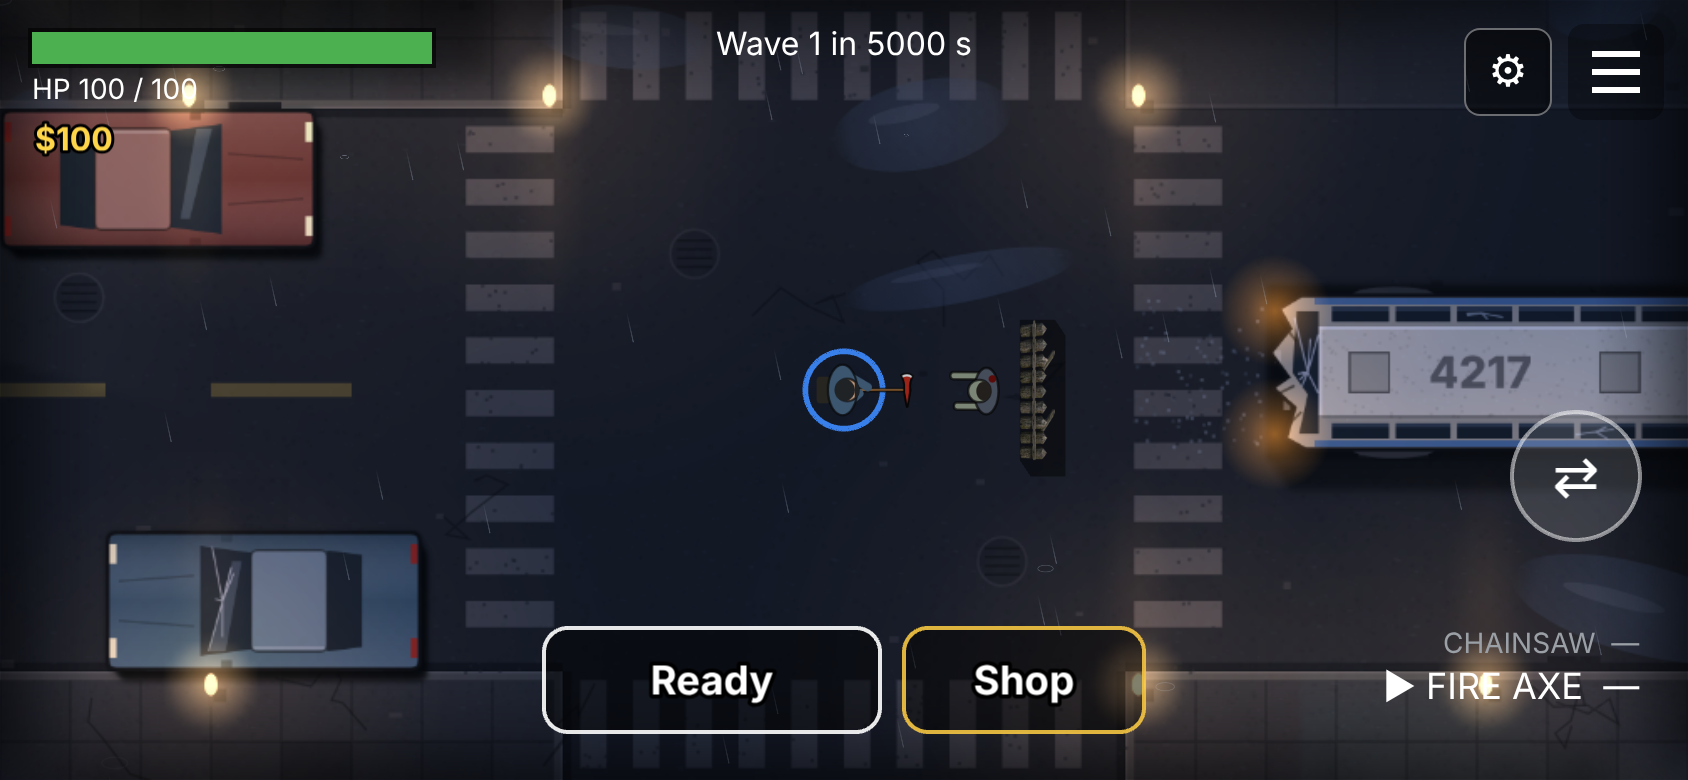 Wave 1 in 5000 s
HP 100 / 100
$100
4217
Ready
Shop
CHAINSAW —
▶ FIRE AXE —